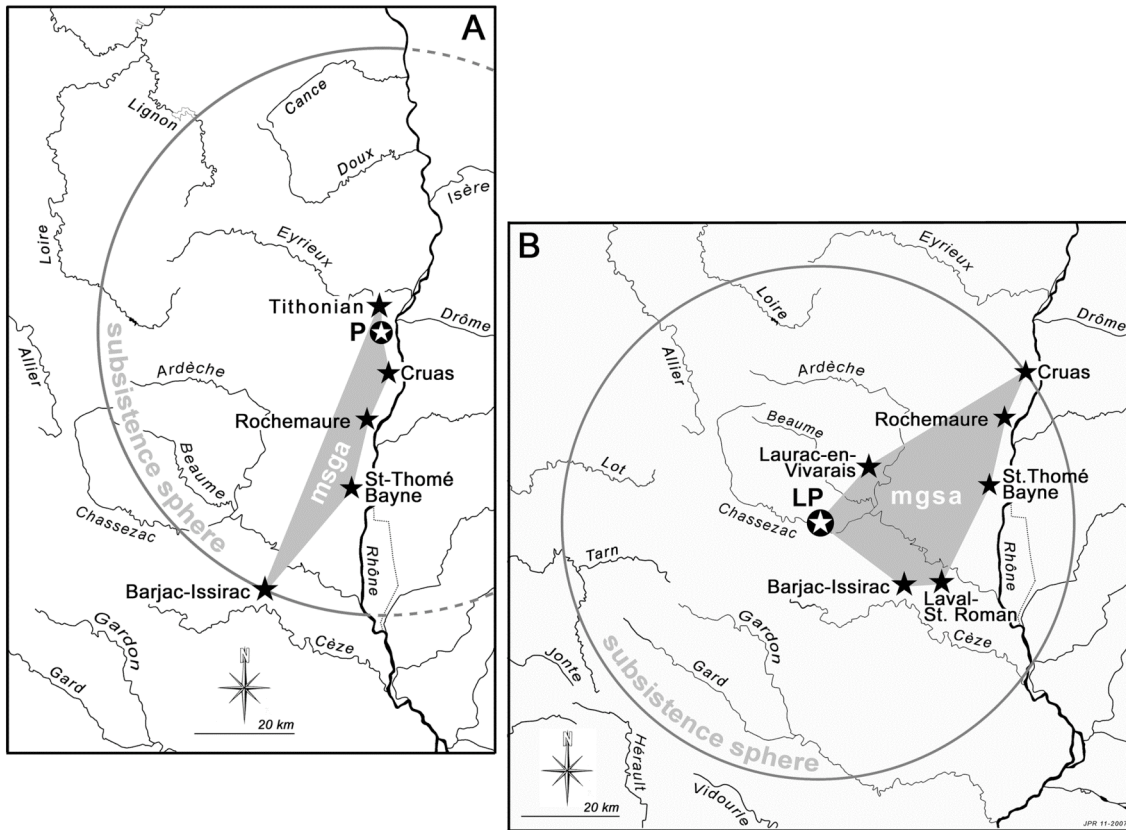 A
Lignon
Cance
Doux
Isère
Loire
Eyrieux
Tithonian
P
Drôme
subsistence sphere
Allier
Ardèche
Cruas
Rochemaure
Beaume
msga
St-Thomé
Bayne
Chassezac
Rhône
Barjac-Issirac
Gardon
Cèze
Gard
N
20 km
B
Eyrieux
Loire
Drôme
Allier
Ardèche
Cruas
Beaume
Rochemaure
Laurac-en-
Vivarais
Lot
mgsa
St.Thomé
Bayne
LP
Chassezac
Tarn
Rhône
Barjac-Issirac
Laval-
St. Roman
Gardon
Cèze
Jonte
Gard
subsistence sphere
Hérault
N
Vidourle
20 km
JPR 11-2007